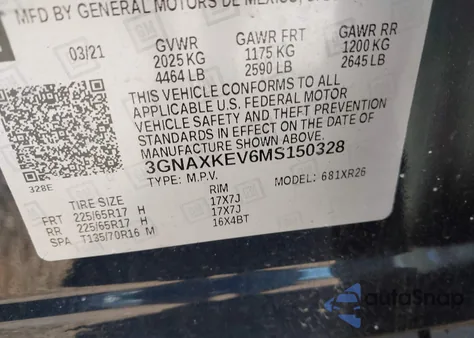 MFD BY GENERAL MOTORS DE MEXICO,
03/21 GVWR GAWR FRT GAWR RR
2025 KG 1175 KG 1200 KG
4464 LB 2590 LB 2645 LB
THIS VEHICLE CONFORMS TO ALL
APPLICABLE U.S. FEDERAL MOTOR
VEHICLE SAFETY AND THEFT PREVENTION
STANDARDS IN EFFECT ON THE DATE OF
MANUFACTURE SHOWN ABOVE.
3GNAXKEV6MS150328
328E
TYPE: M.P.V. MODEL: 681XR26
TIRE SIZE RIM
FRT 225/65R17 H 17X7J
RR 225/65R17 H 17X7J
SPA T135/70R16 M 16X4BT
GM
autoSnap